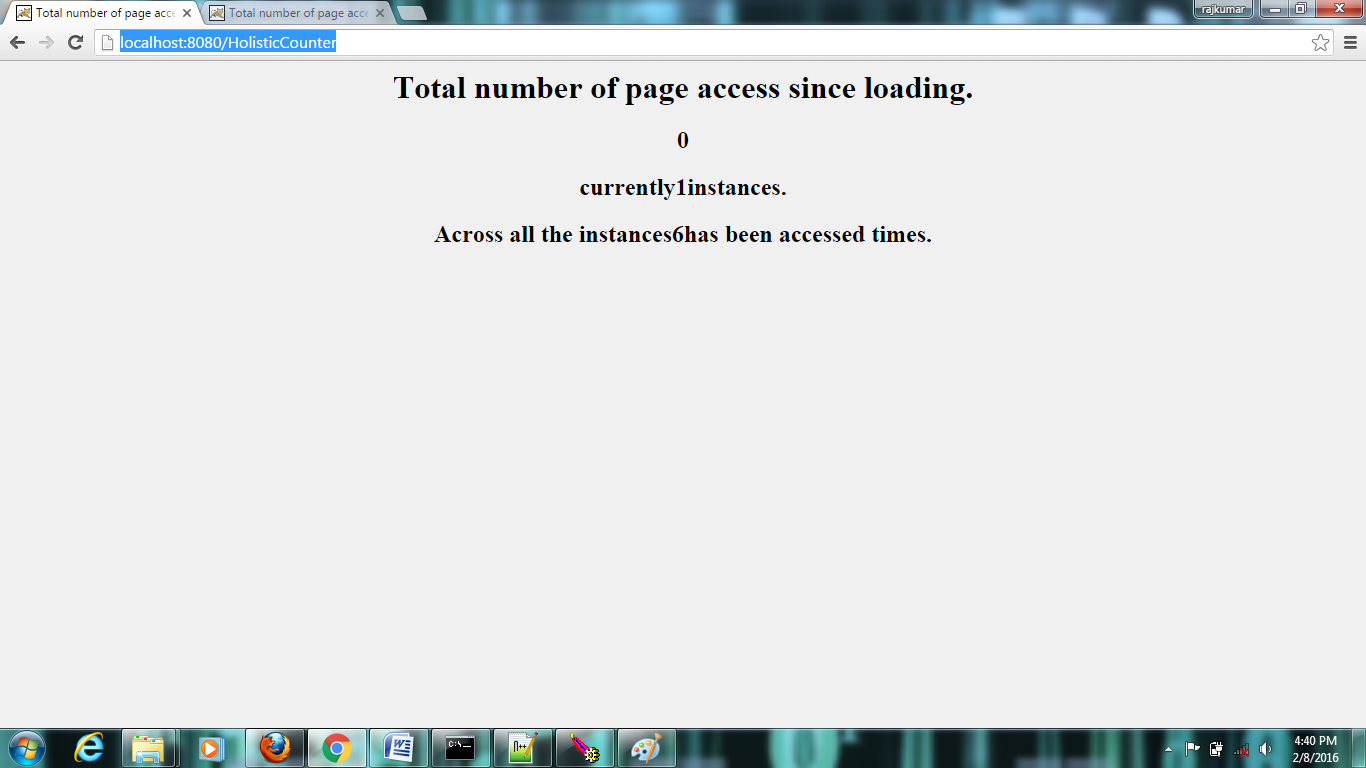 Total number of page acce
Total number of page acce
rajkumar
localhost:8080/HolisticCounter
Total number of page access since loading.
0
currently1instances.
Across all the instances6has been accessed times.
C:\_
4:40 PM
2/8/2016